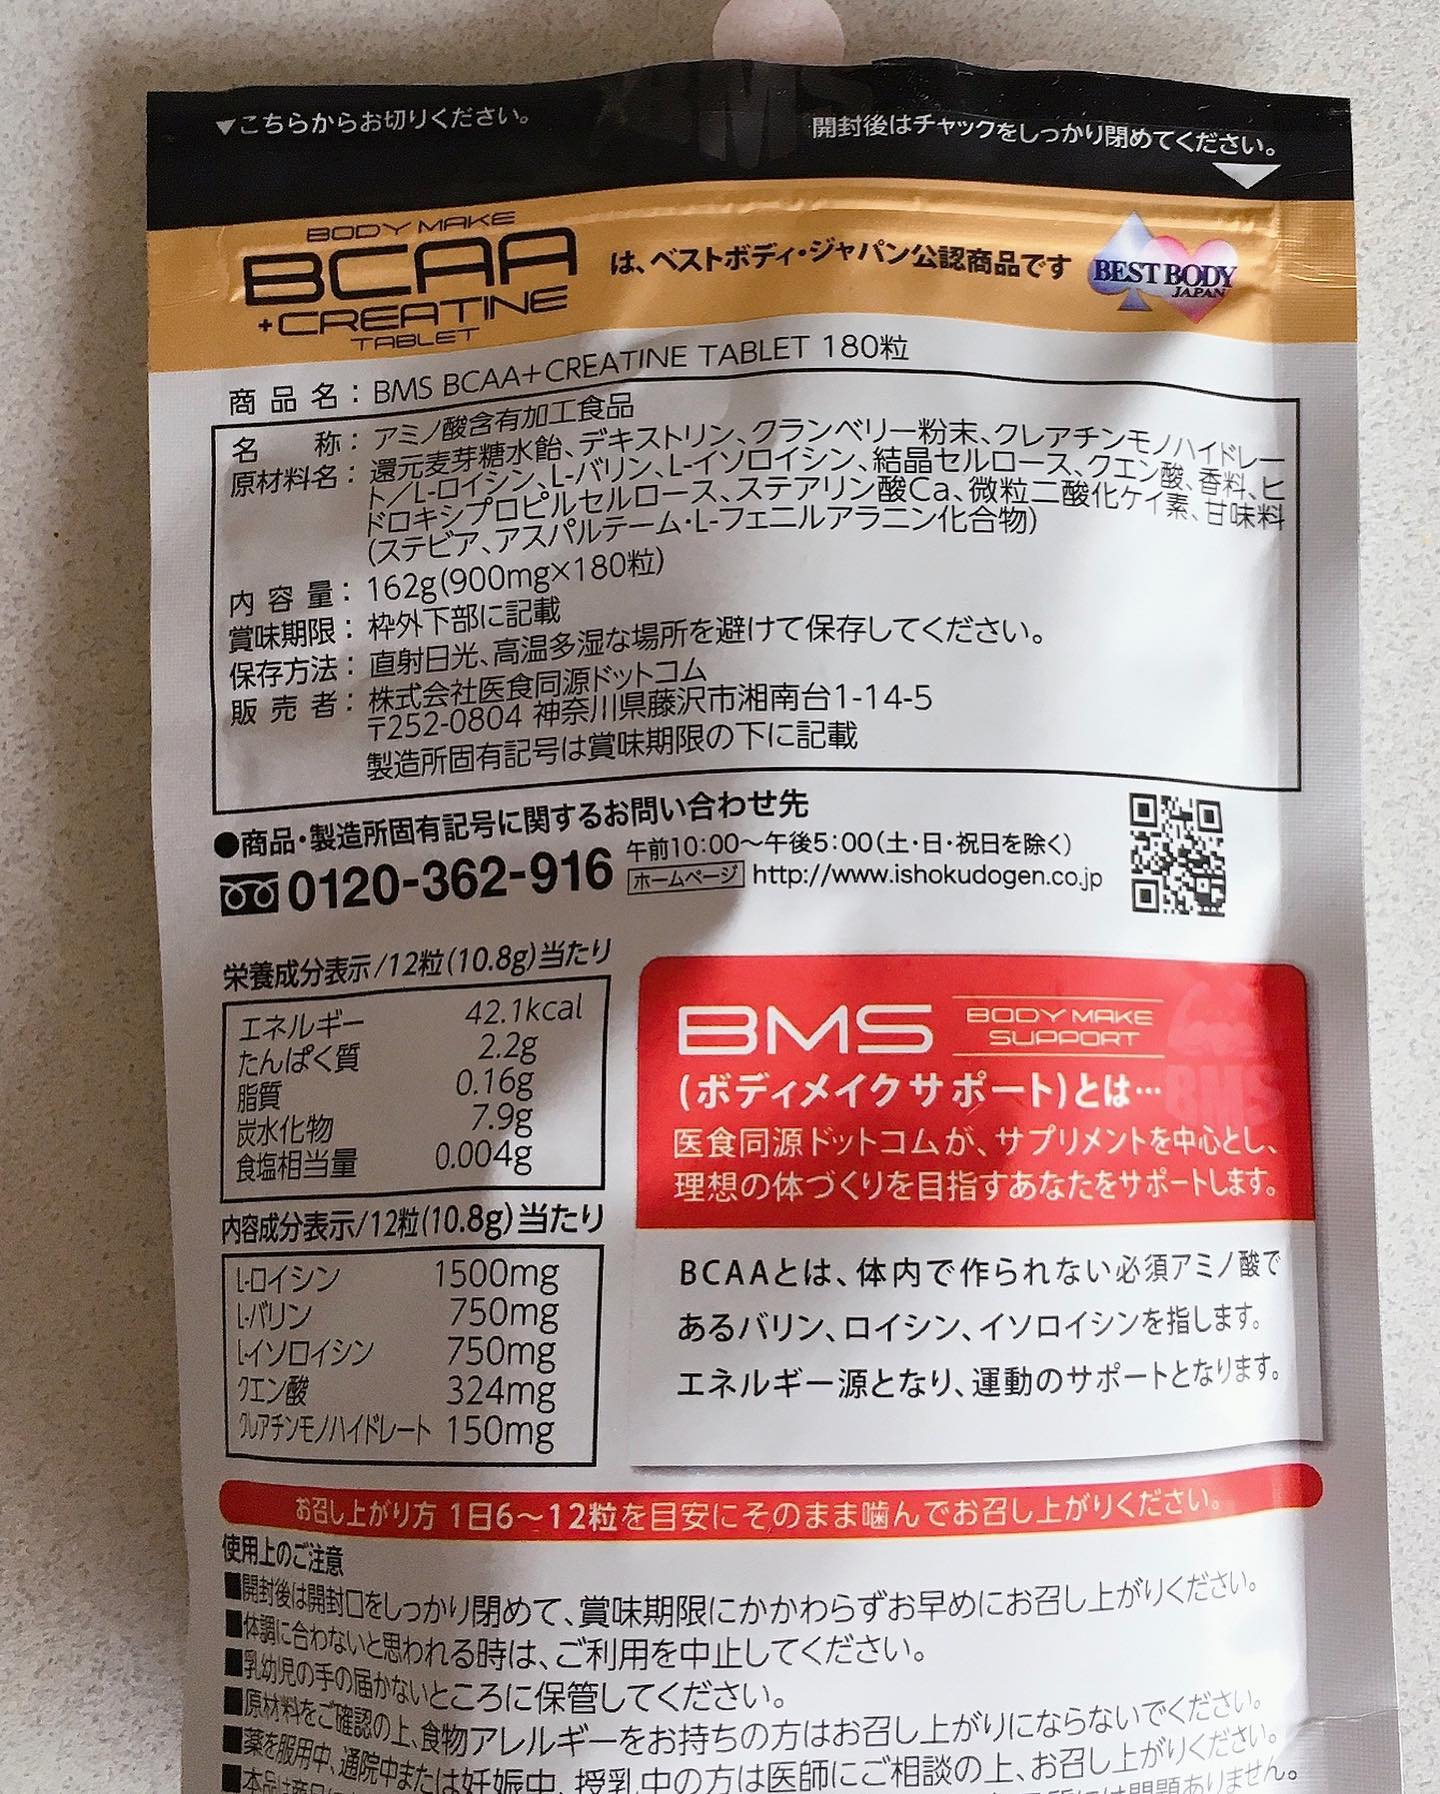 ▼こちらからお切りください。
開封後はチャックをしっかり閉めてください。
BODY MAKE
BCAA
+CREATINE
TABLET
は、ベストボディ・ジャパン公認商品です
BEST BODY
JAPAN
商品名：BMS BCAA+CREATINE TABLET 180粒
名称：アミノ酸含有加工食品
原材料名：還元麦芽糖水飴、デキストリン、クランベリー粉末、クレアチンモノハイドレー
ト／L-ロイシン、L-バリン、L-イソロイシン、結晶セルロース、クエン酸、香料、ヒ
ドロキシプロピルセルロース、ステアリン酸Ca、微粒二酸化ケイ素、甘味料
(ステビア、アスパルテーム・L-フェニルアラニン化合物)
内容量：162g(900mg×180粒)
賞味期限：枠外下部に記載
保存方法：直射日光、高温多湿な場所を避けて保存してください。
販売者：株式会社医食同源ドットコム
〒252-0804 神奈川県藤沢市湘南台1-14-5
製造所固有記号は賞味期限の下に記載
●商品・製造所固有記号に関するお問い合わせ先
0120-362-916
午前10：00～午後5：00(土・日・祝日を除く)
ホームページ http://www.ishokudogen.co.jp
栄養成分表示/12粒(10.8g)当たり
エネルギー 42.1kcal
たんぱく質 2.2g
脂質 0.16g
炭水化物 7.9g
食塩相当量 0.004g
内容成分表示/12粒(10.8g)当たり
L-ロイシン 1500mg
L-バリン 750mg
L-イソロイシン 750mg
クエン酸 324mg
クレアチンモノハイドレート 150mg
BMS BODY MAKE
SUPPORT
(ボディメイクサポート)とは…
医食同源ドットコムが、サプリメントを中心とし、
理想の体づくりを目指すあなたをサポートします。
BCAAとは、体内で作られない必須アミノ酸で
あるバリン、ロイシン、イソロイシンを指します。
エネルギー源となり、運動のサポートとなります。
お召し上がり方 1日6～12粒を目安にそのまま噛んでお召し上がりください。
使用上のご注意
■開封後は開封口をしっかり閉めて、賞味期限にかかわらずお早めにお召し上がりください。
■体調に合わないと思われる時は、ご利用を中止してください。
■乳幼児の手の届かないところに保管してください。
■原材料をご確認の上、食物アレルギーをお持ちの方はお召し上がりにならないでください。
■薬を服用中、通院中または妊娠中、授乳中の方は医師にご相談の上、お召し上がりください。